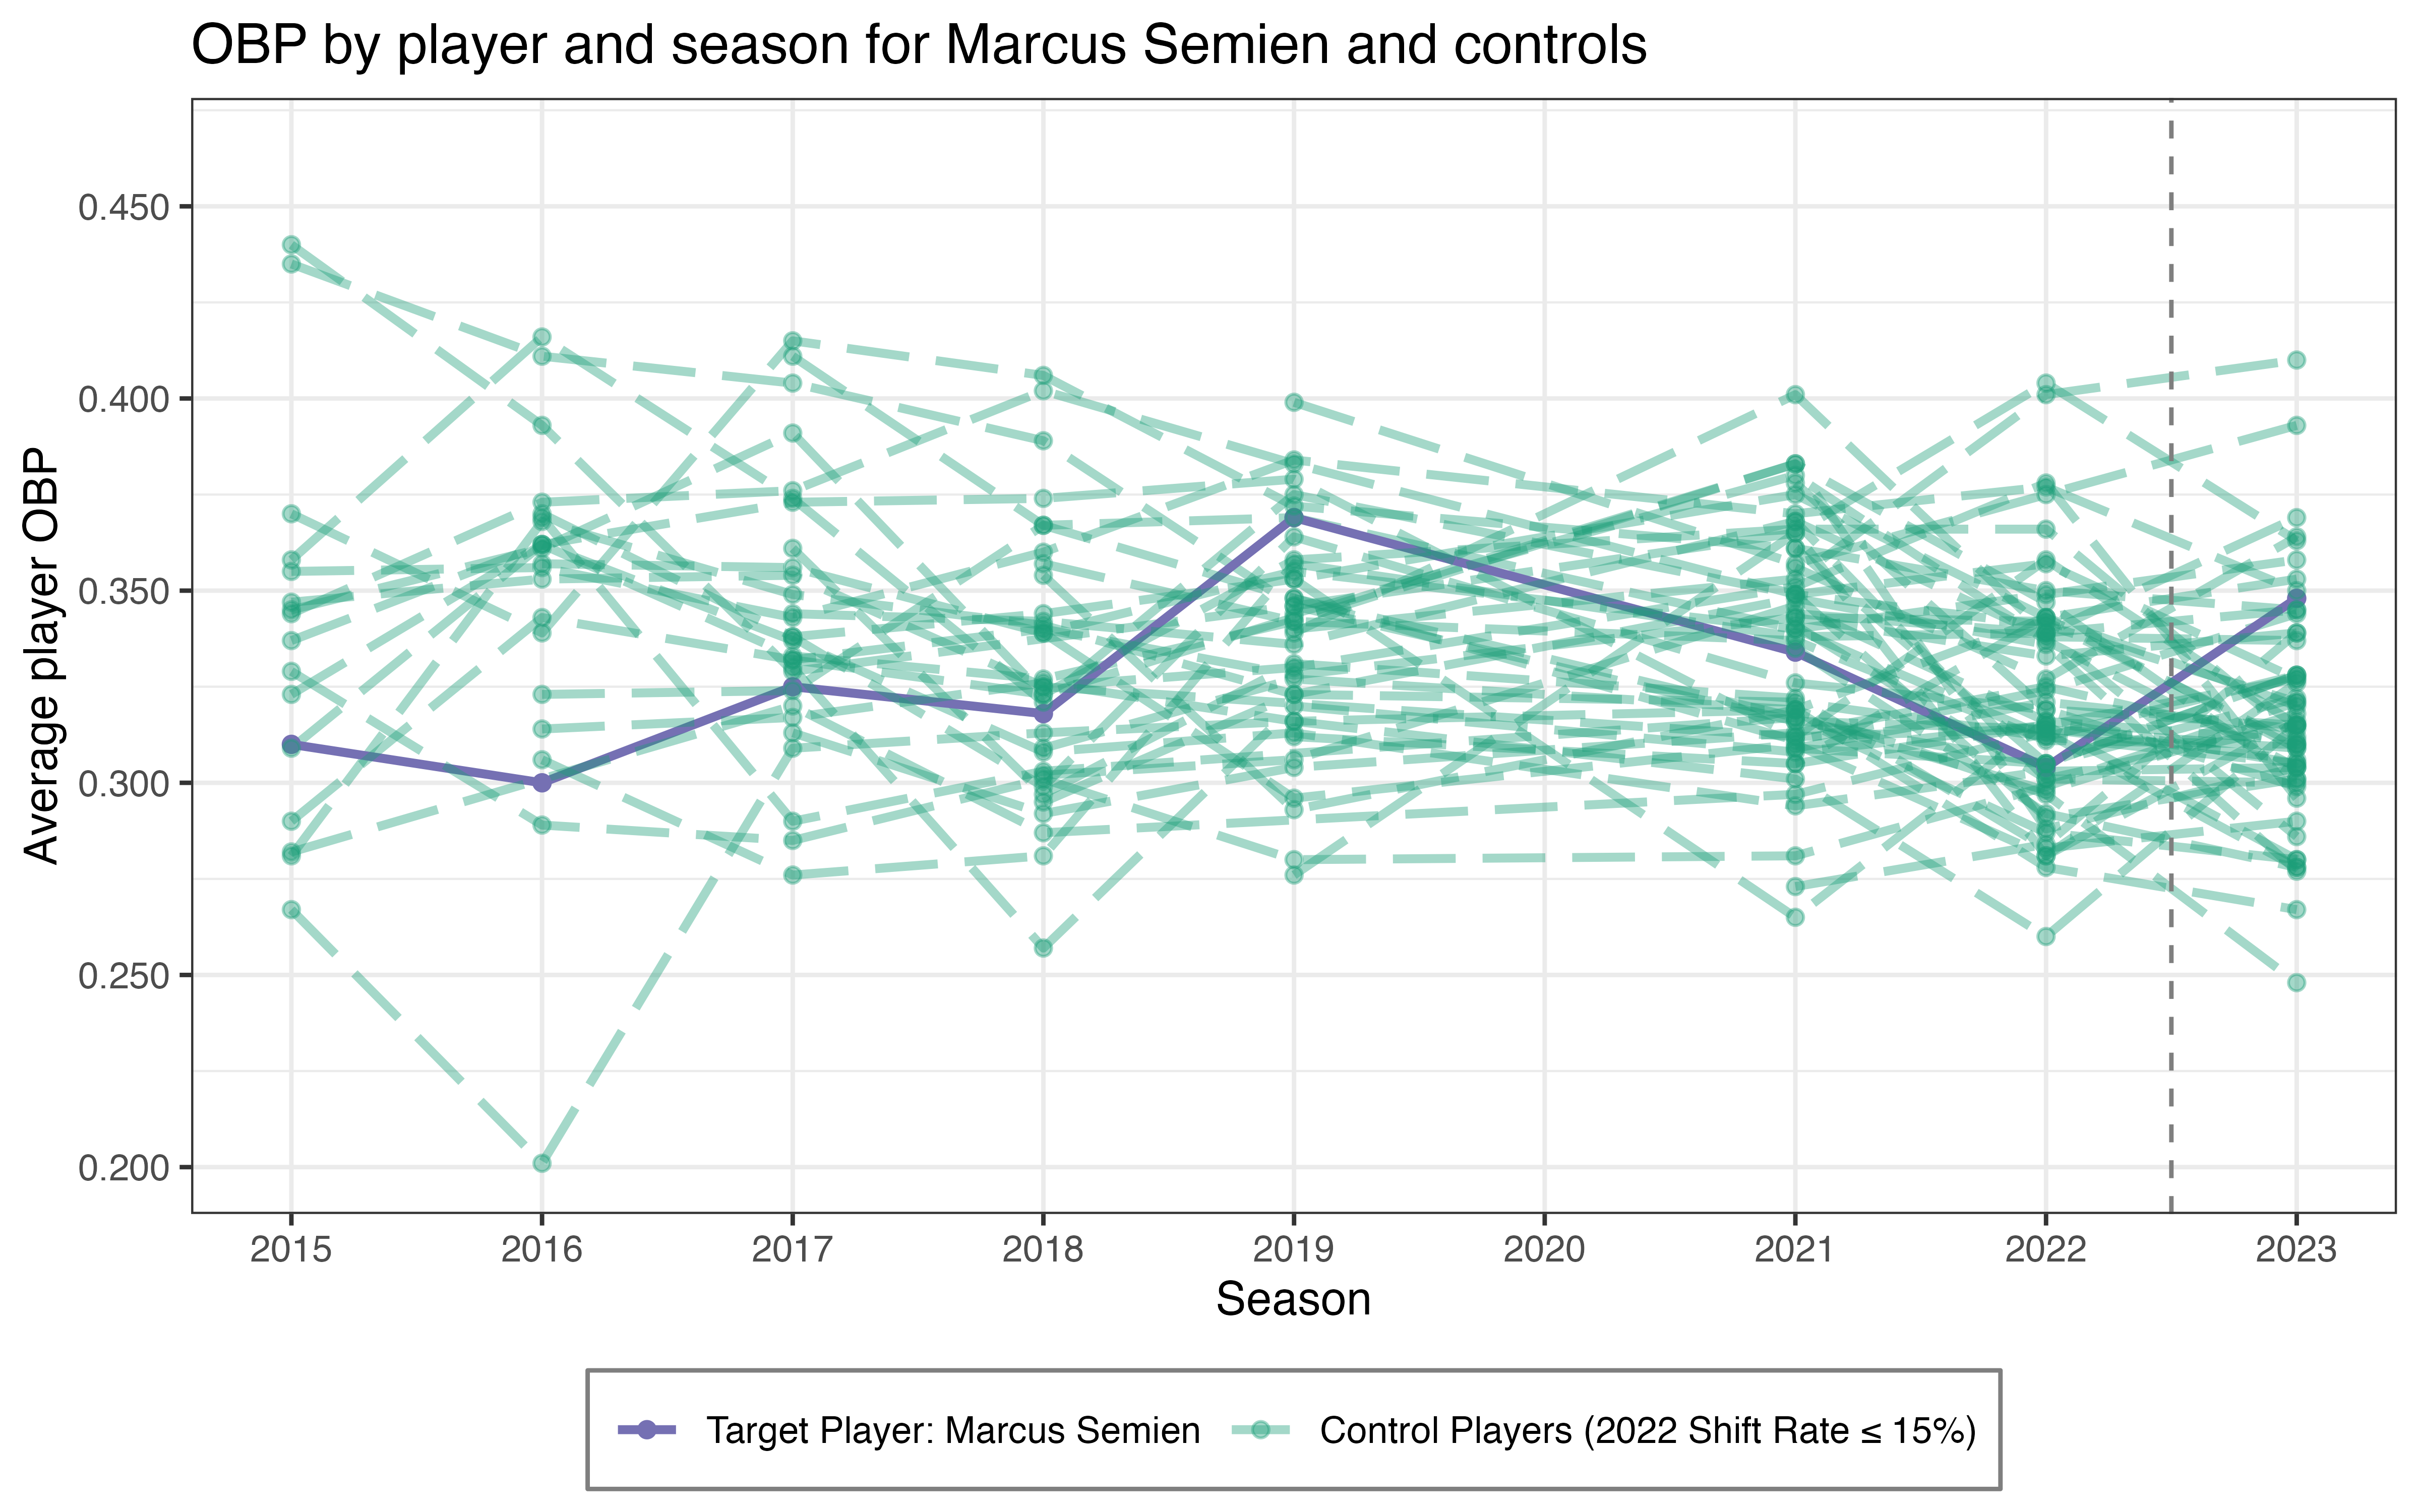 OBP by player and season for Marcus Semien and controls
Average player OBP
0.450
0.400
0.350
0.300
0.250
0.200
2015 2016 2017 2018 2019 2020 2021 2022 2023
Season
Target Player: Marcus Semien Control Players (2022 Shift Rate ≤ 15%)